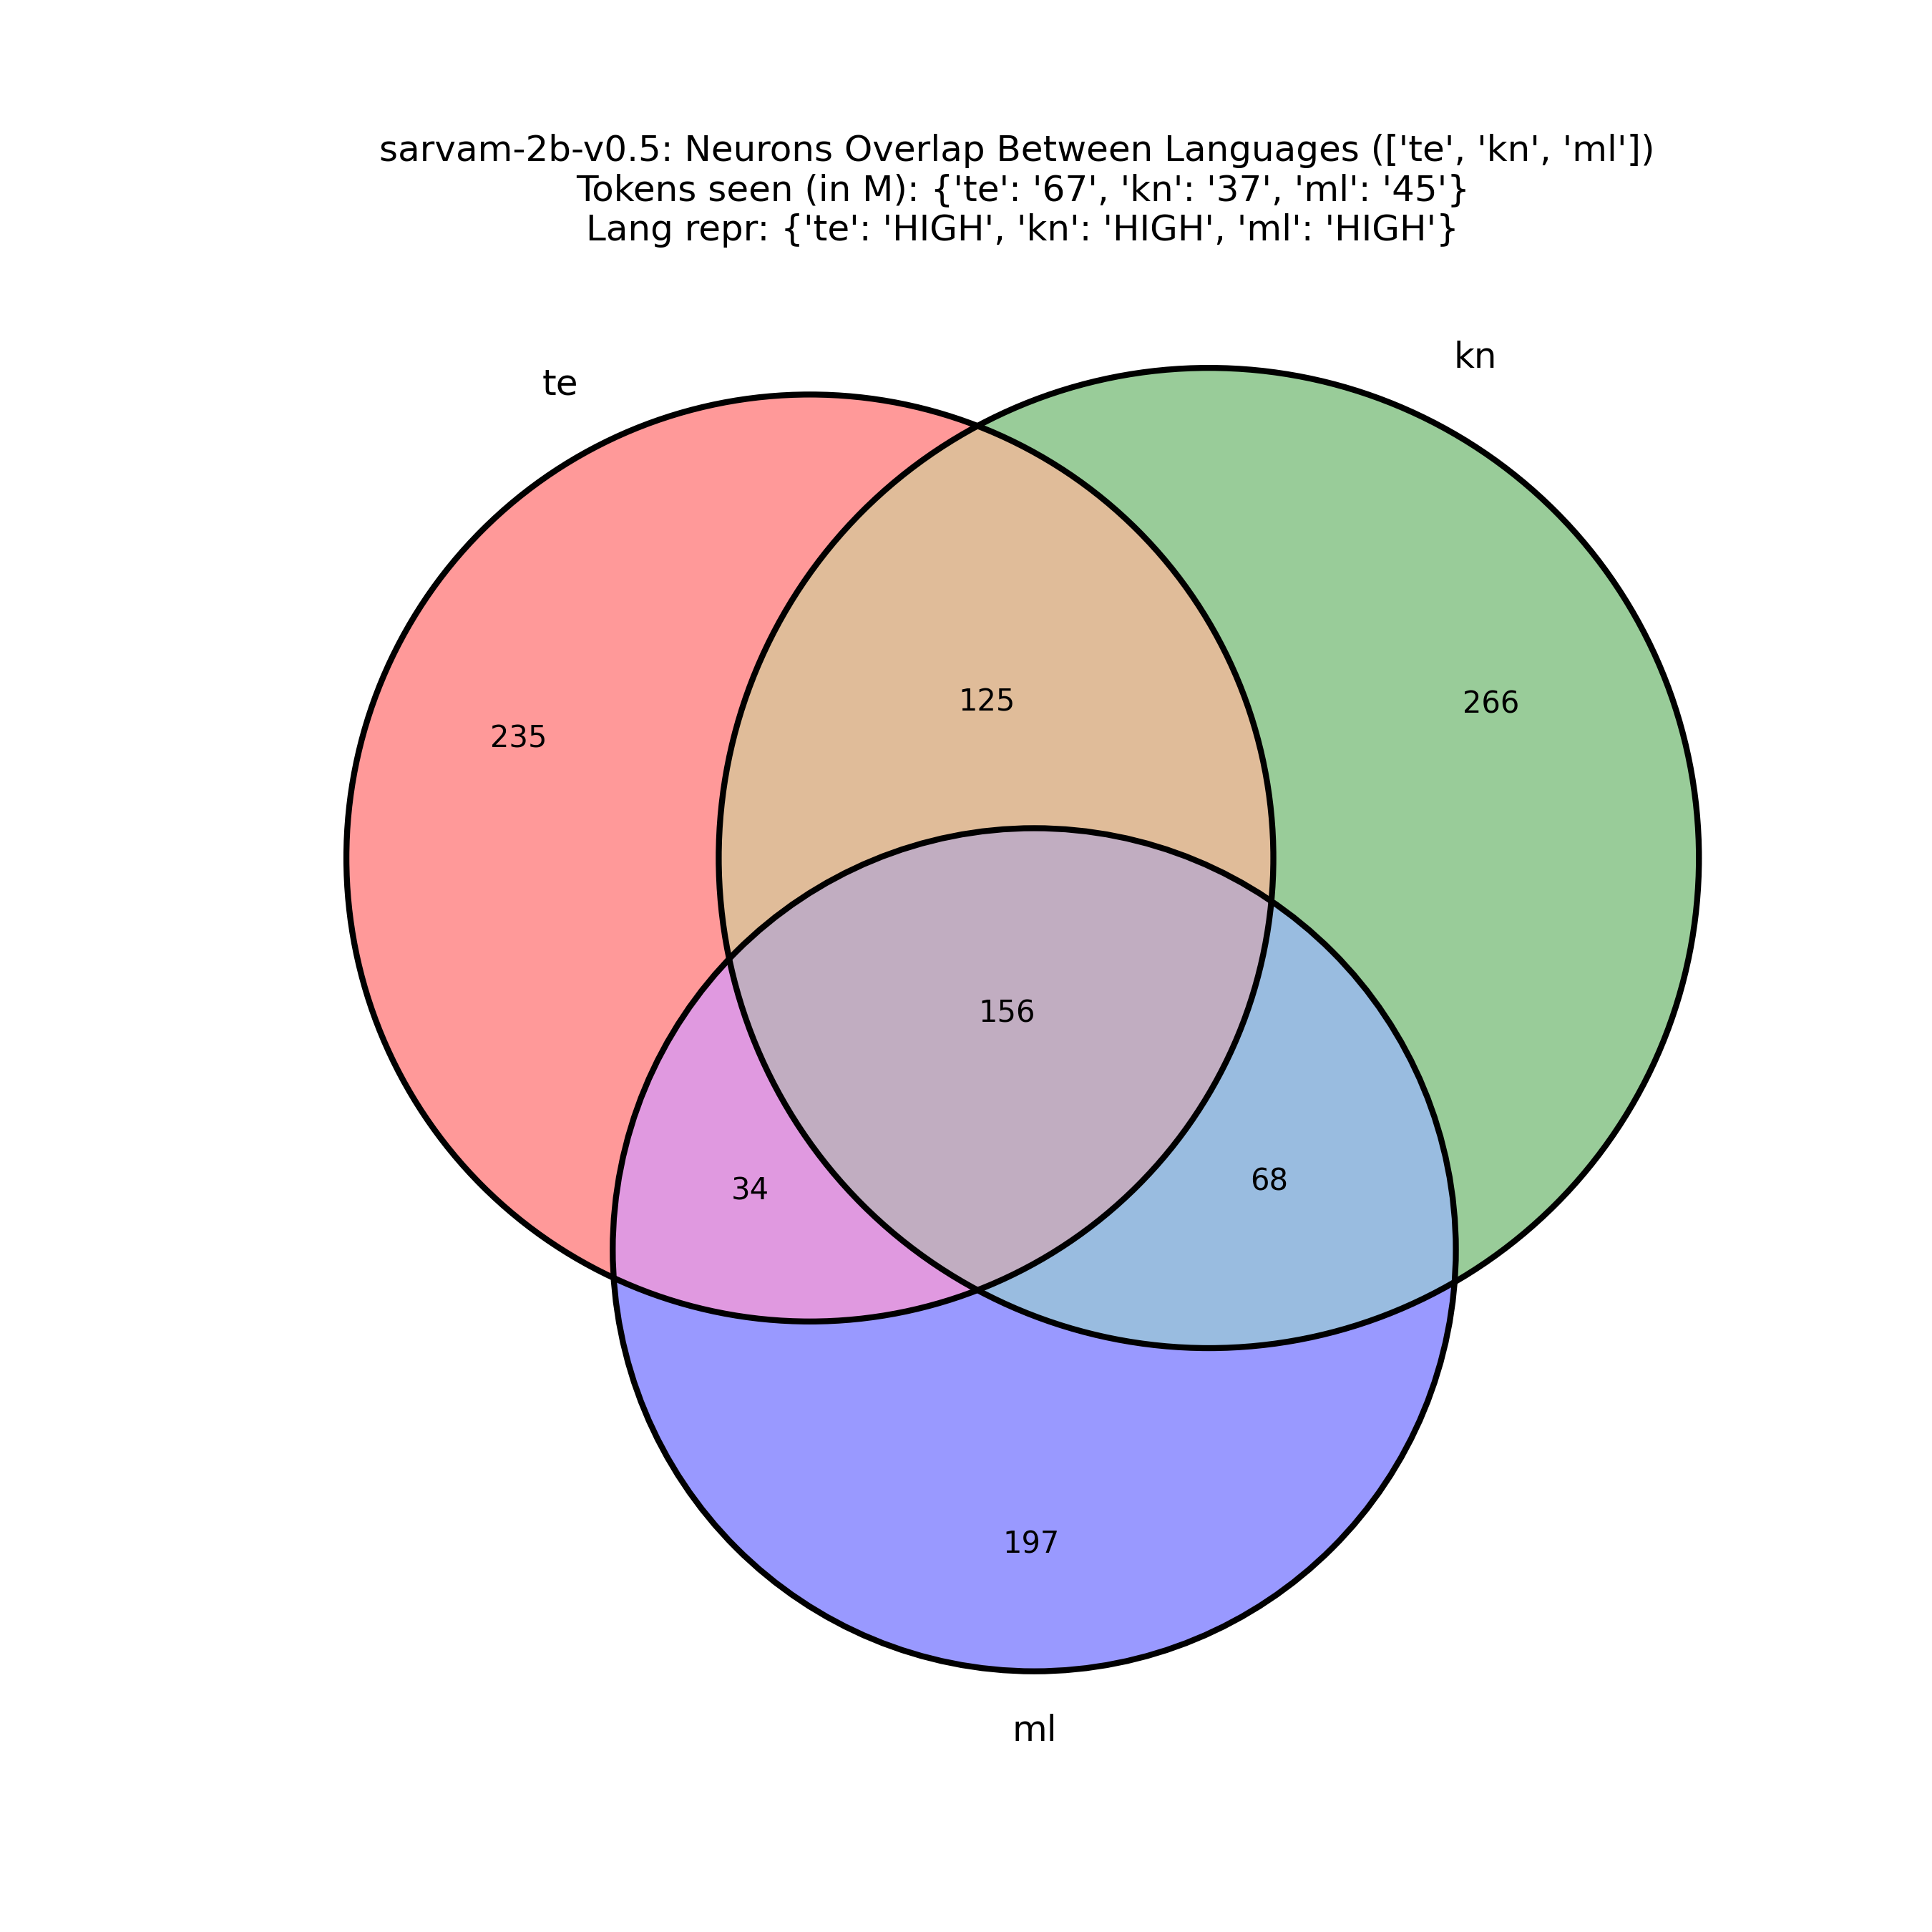 sarvam-2b-v0.5: Neurons Overlap Between Languages (['te', 'kn', 'ml'])
Tokens seen (in M): {'te': '67', 'kn': '37', 'ml': '45'}
Lang repr: {'te': 'HIGH', 'kn': 'HIGH', 'ml': 'HIGH'}
kn
te
125
266
235
156
68
34
197
ml